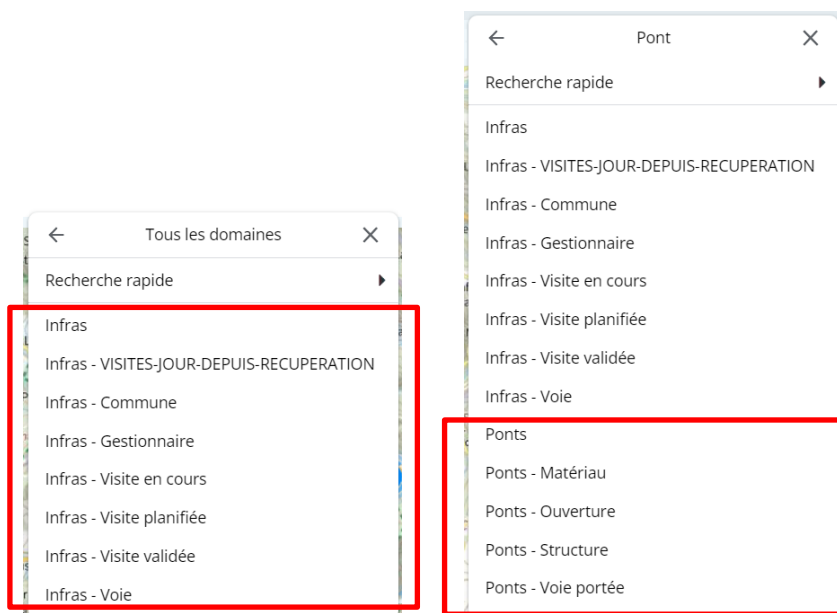 Tous les domaines
Recherche rapide
Infras
Infras - VISITES-JOUR-DEPUIS-RECUPERATION
Infras - Commune
Infras - Gestionnaire
Infras - Visite en cours
Infras - Visite planifiée
Infras - Visite validée
Infras - Voie
Pont
Recherche rapide
Infras
Infras - VISITES-JOUR-DEPUIS-RECUPERATION
Infras - Commune
Infras - Gestionnaire
Infras - Visite en cours
Infras - Visite planifiée
Infras - Visite validée
Infras - Voie
Ponts
Ponts - Matériau
Ponts - Ouverture
Ponts - Structure
Ponts - Voie portée